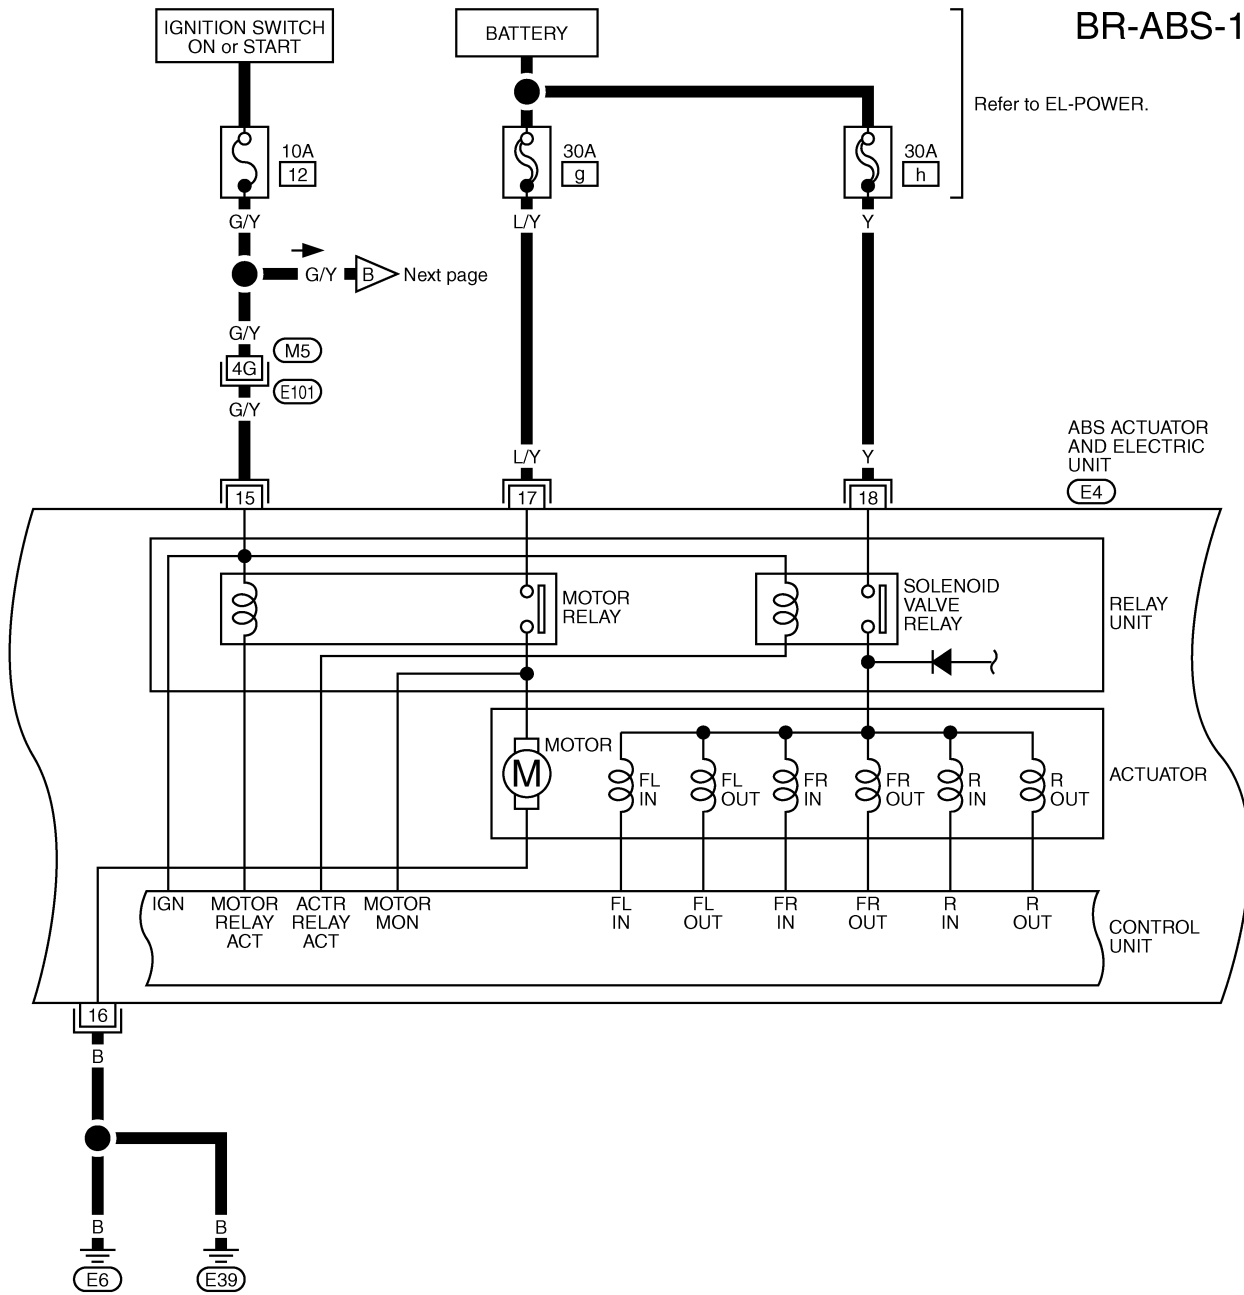 BR-ABS-1
IGNITION SWITCH
ON or START
BATTERY
Refer to EL-POWER.
10A
12
30A
g
30A
h
G/Y
L/Y
Y
G/Y
B
Next page
G/Y
M5
4G
E101
G/Y
L/Y
Y
ABS ACTUATOR
AND ELECTRIC
UNIT
E4
15
17
18
MOTOR
RELAY
SOLENOID
VALVE
RELAY
RELAY
UNIT
MOTOR
M
FL
IN
FL
OUT
FR
IN
FR
OUT
R
IN
R
OUT
ACTUATOR
IGN
MOTOR
RELAY
ACT
ACTR
RELAY
ACT
MOTOR
MON
FL
IN
FL
OUT
FR
IN
FR
OUT
R
IN
R
OUT
CONTROL
UNIT
16
B
B
B
E6
E39